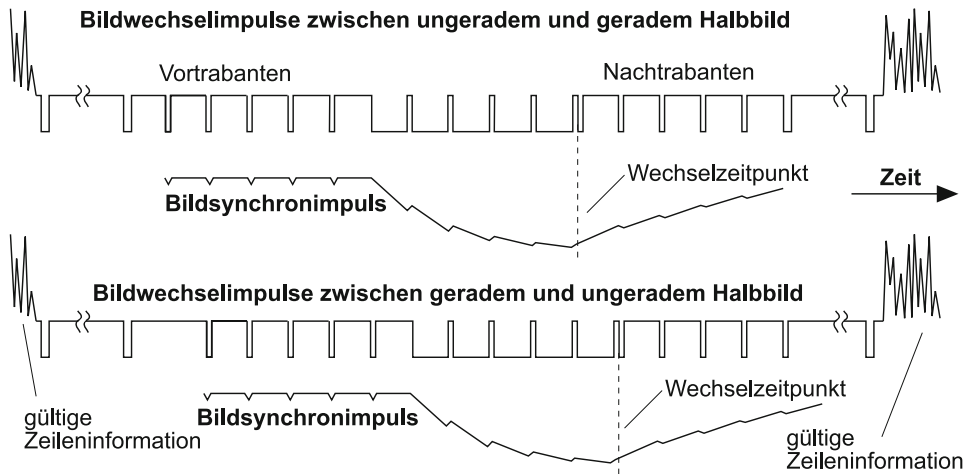 Bildwechselimpulse zwischen ungeradem und geradem Halbbild
Vortrabanten
Nachtrabanten
Wechselzeitpunkt
Zeit
Bildsynchronimpuls
Bildwechselimpulse zwischen geradem und ungeradem Halbbild
Wechselzeitpunkt
gültige
Zeileninformation
Bildsynchronimpuls
gültige
Zeileninformation